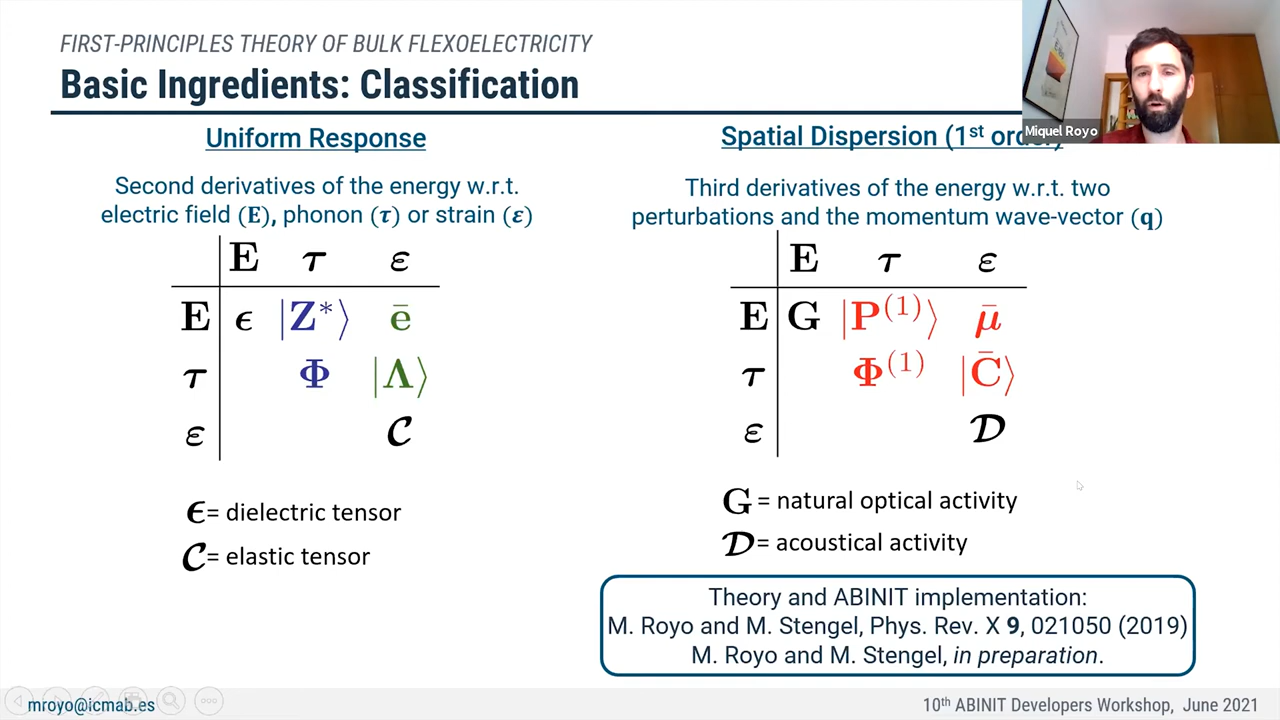 FIRST-PRINCIPLES THEORY OF BULK FLEXOELECTRICITY
Basic Ingredients: Classification
Miquel Royo
Uniform Response
Second derivatives of the energy w.r.t.
electric field (E), phonon (τ) or strain (ε)
E τ ε
E ϵ |Z*⟩ ē
τ Φ |Λ⟩
ε 𝓒
ϵ = dielectric tensor
𝓒 = elastic tensor
Spatial Dispersion (1st order)
Third derivatives of the energy w.r.t. two
perturbations and the momentum wave-vector (q)
E τ ε
E G |P(1)⟩ μ̄
τ Φ(1) |C̄⟩
ε 𝓓
G = natural optical activity
𝓓 = acoustical activity
Theory and ABINIT implementation:
M. Royo and M. Stengel, Phys. Rev. X 9, 021050 (2019)
M. Royo and M. Stengel, in preparation.
mroyo@icmab.es
10th ABINIT Developers Workshop, June 2021